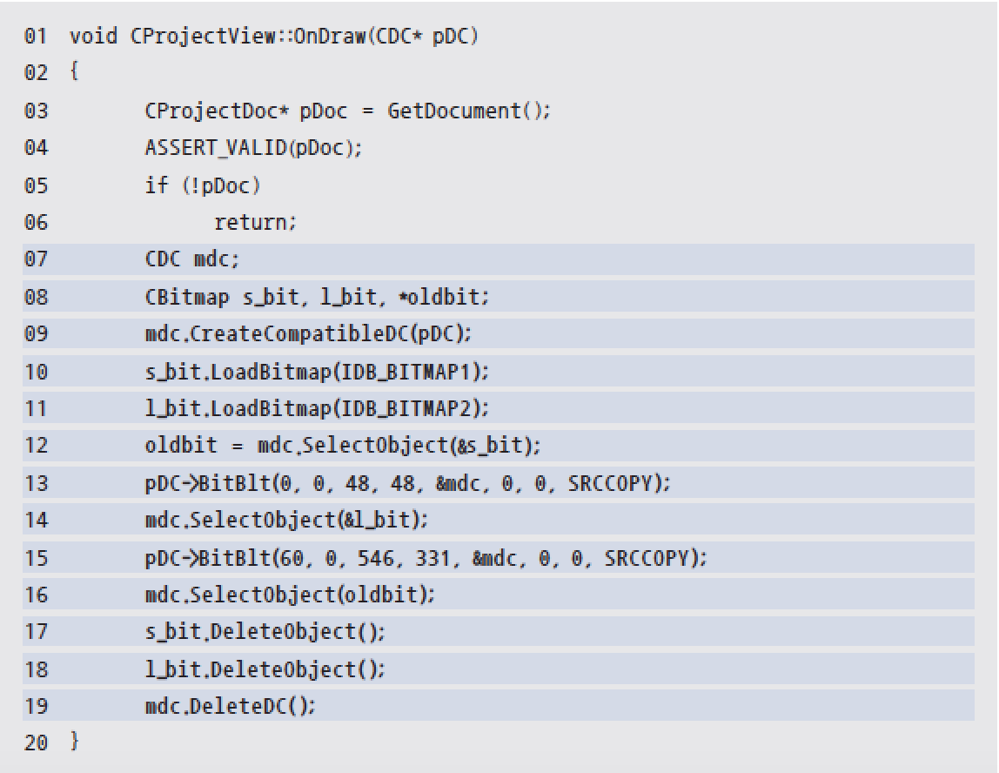 01 void CProjectView::OnDraw(CDC* pDC)
02 {
03 CProjectDoc* pDoc = GetDocument();
04 ASSERT_VALID(pDoc);
05 if (!pDoc)
06 return;
07 CDC mdc;
08 CBitmap s_bit, l_bit, *oldbit;
09 mdc.CreateCompatibleDC(pDC);
10 s_bit.LoadBitmap(IDB_BITMAP1);
11 l_bit.LoadBitmap(IDB_BITMAP2);
12 oldbit = mdc.SelectObject(&s_bit);
13 pDC->BitBlt(0, 0, 48, 48, &mdc, 0, 0, SRCCOPY);
14 mdc.SelectObject(&l_bit);
15 pDC->BitBlt(60, 0, 546, 331, &mdc, 0, 0, SRCCOPY);
16 mdc.SelectObject(oldbit);
17 s_bit.DeleteObject();
18 l_bit.DeleteObject();
19 mdc.DeleteDC();
20 }